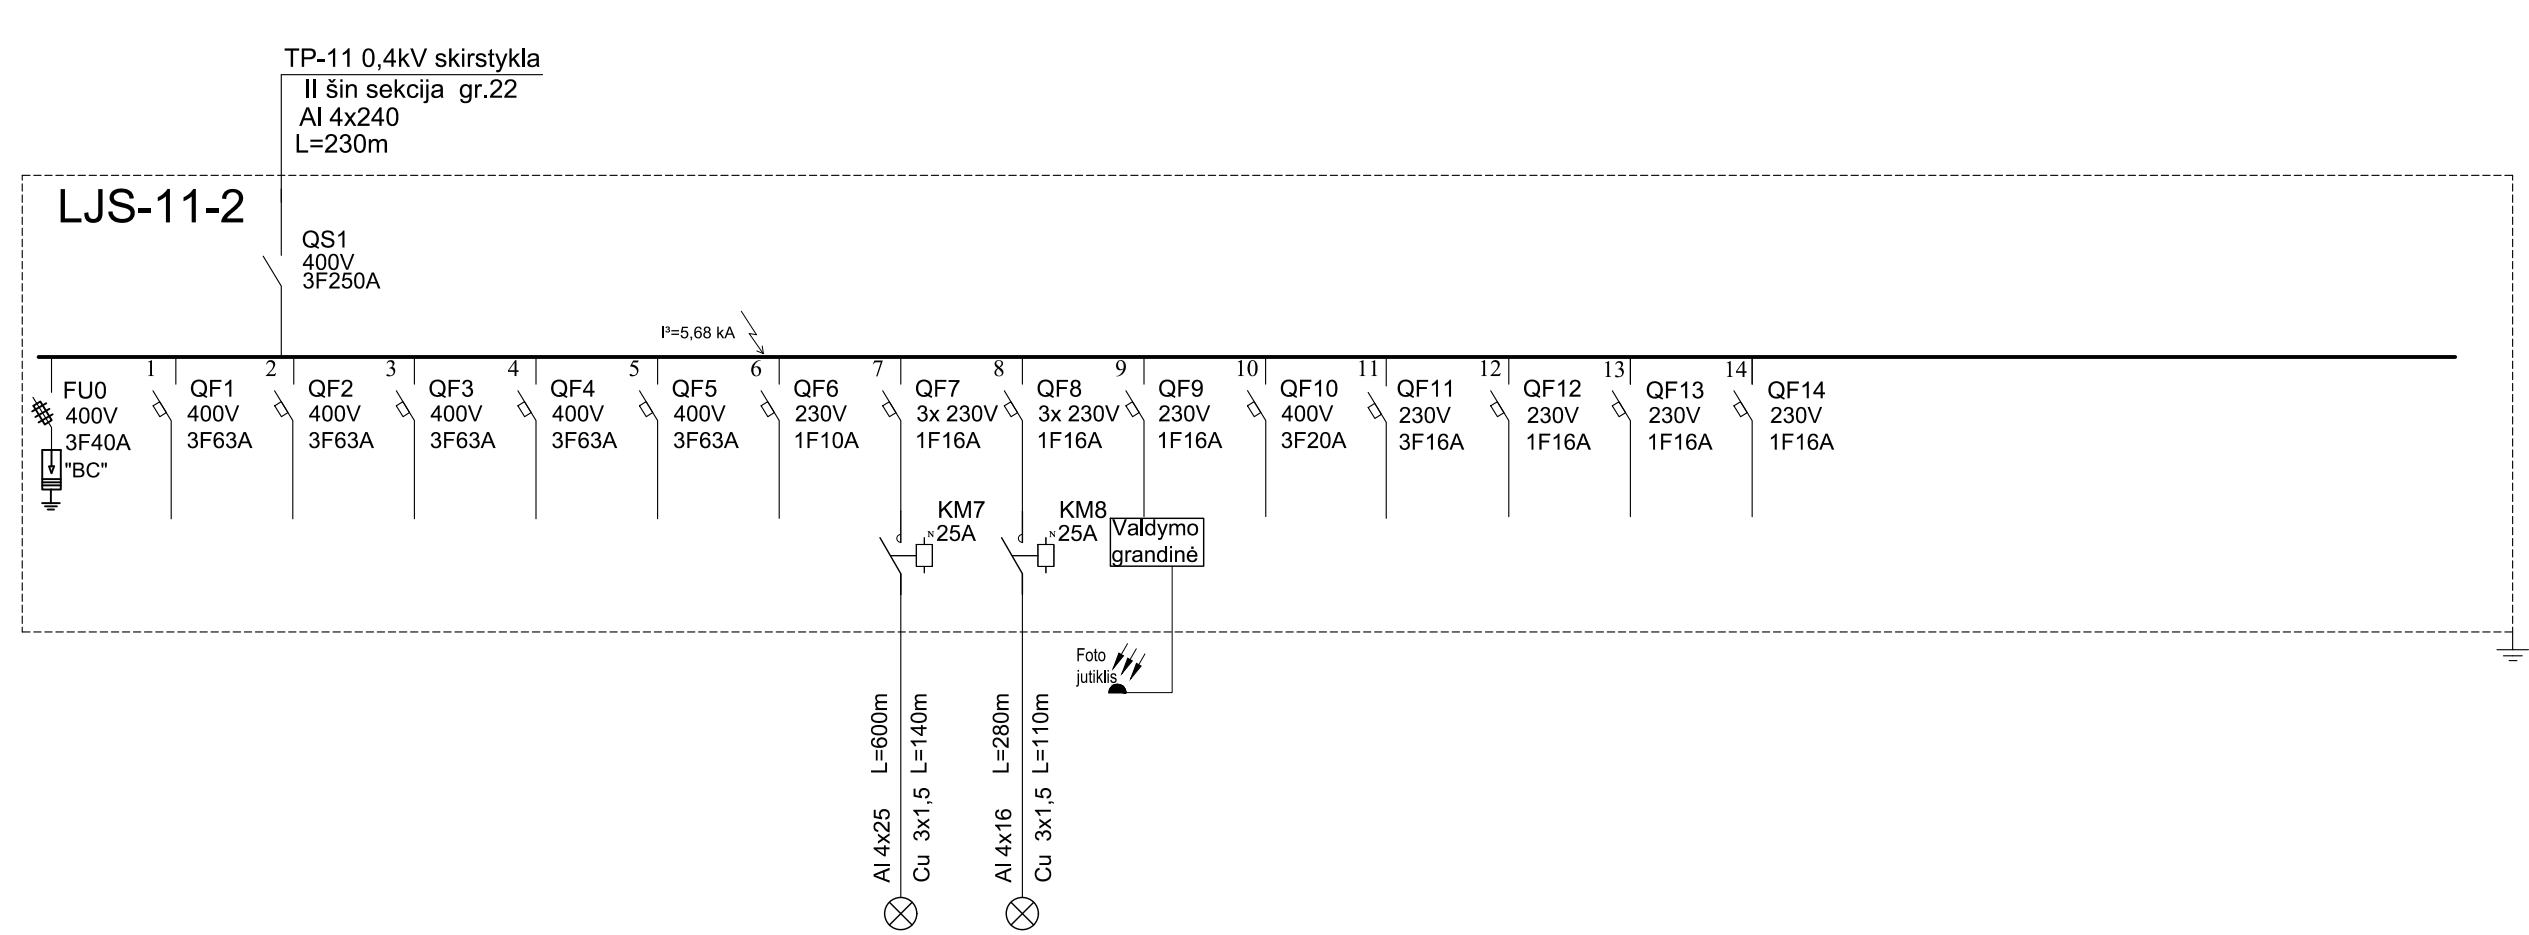 TP-11 0,4kV skirstykla
II šin sekcija gr.22
Al 4x240
L=230m
LJS-11-2
QS1
400V
3F250A
I³=5,68 kA
FU0
400V
3F40A
"BC"
1
QF1
400V
3F63A
2
QF2
400V
3F63A
3
QF3
400V
3F63A
4
QF4
400V
3F63A
5
QF5
400V
3F63A
6
QF6
230V
1F10A
7
QF7
3x 230V
1F16A
8
QF8
3x 230V
1F16A
9
QF9
230V
1F16A
10
QF10
400V
3F20A
11
QF11
230V
3F16A
12
QF12
230V
1F16A
13
QF13
230V
1F16A
14
QF14
230V
1F16A
KM7
N
25A
KM8
N
25A
Valdymo
grandinė
Foto
jutiklis
Al 4x25 L=600m
Cu 3x1,5 L=140m
Al 4x16 L=280m
Cu 3x1,5 L=110m